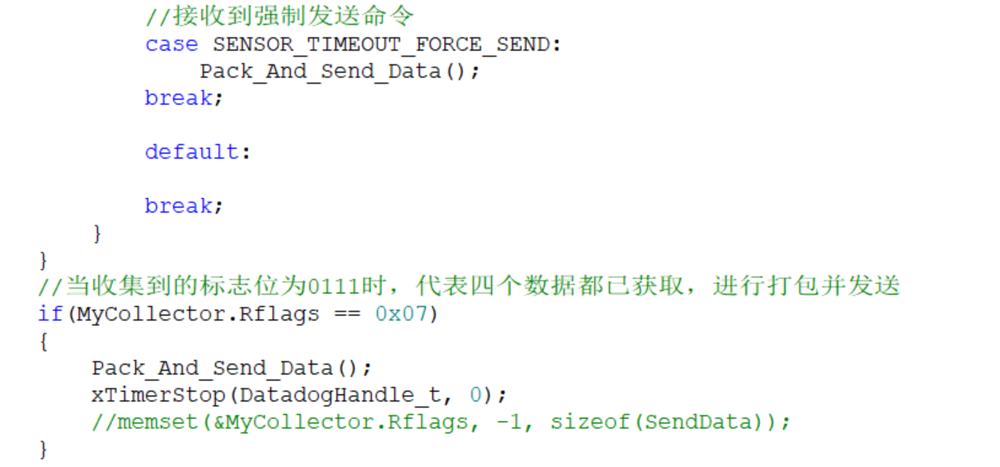 //接收到强制发送命令
case SENSOR_TIMEOUT_FORCE_SEND:
Pack_And_Send_Data();
break;
default:
break;
}
}
//当收集到的标志位为0111时，代表四个数据都已获取，进行打包并发送
if(MyCollector.Rflags == 0x07)
{
Pack_And_Send_Data();
xTimerStop(DatadogHandle_t, 0);
//memset(&MyCollector.Rflags, -1, sizeof(SendData));
}